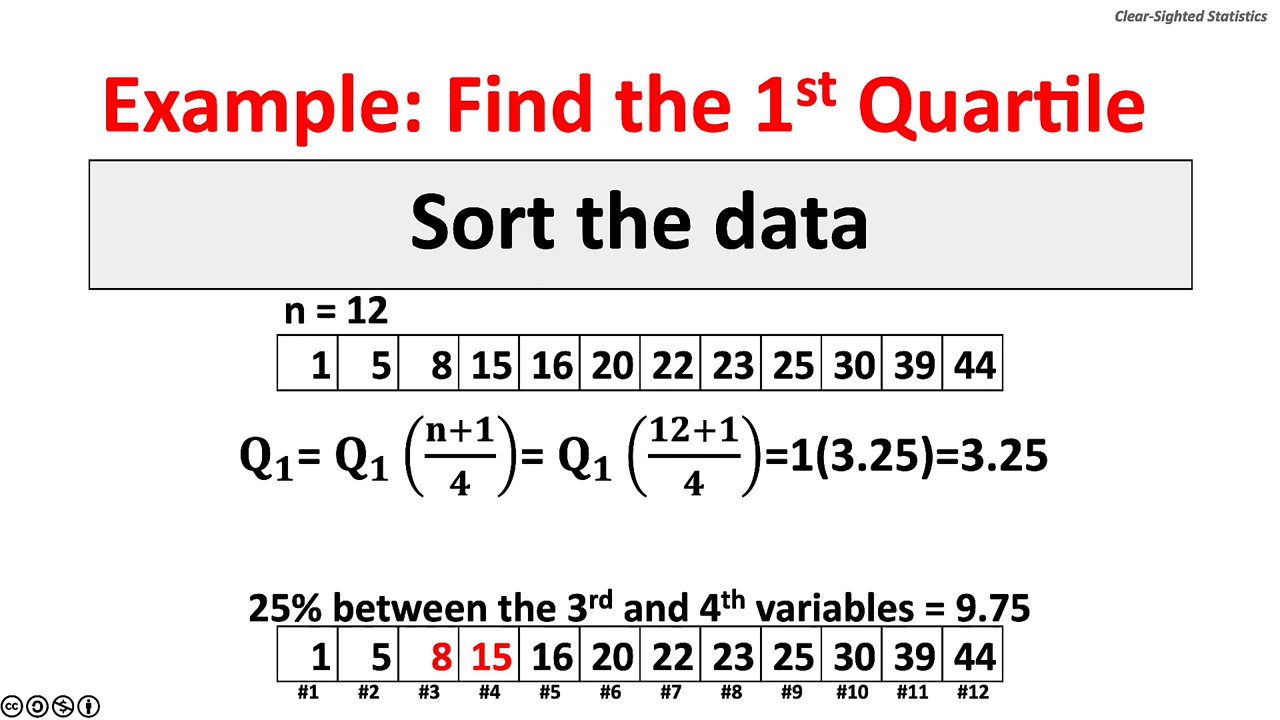 Clear-Sighted Statistics
Example: Find the 1st Quartile
Sort the data
n = 12
1 5 8 15 16 20 22 23 25 30 39 44
Q₁= Q₁ ((n+1)/4)= Q₁ ((12+1)/4)=1(3.25)=3.25
25% between the 3rd and 4th variables = 9.75
1 5 8 15 16 20 22 23 25 30 39 44
#1 #2 #3 #4 #5 #6 #7 #8 #9 #10 #11 #12
cc